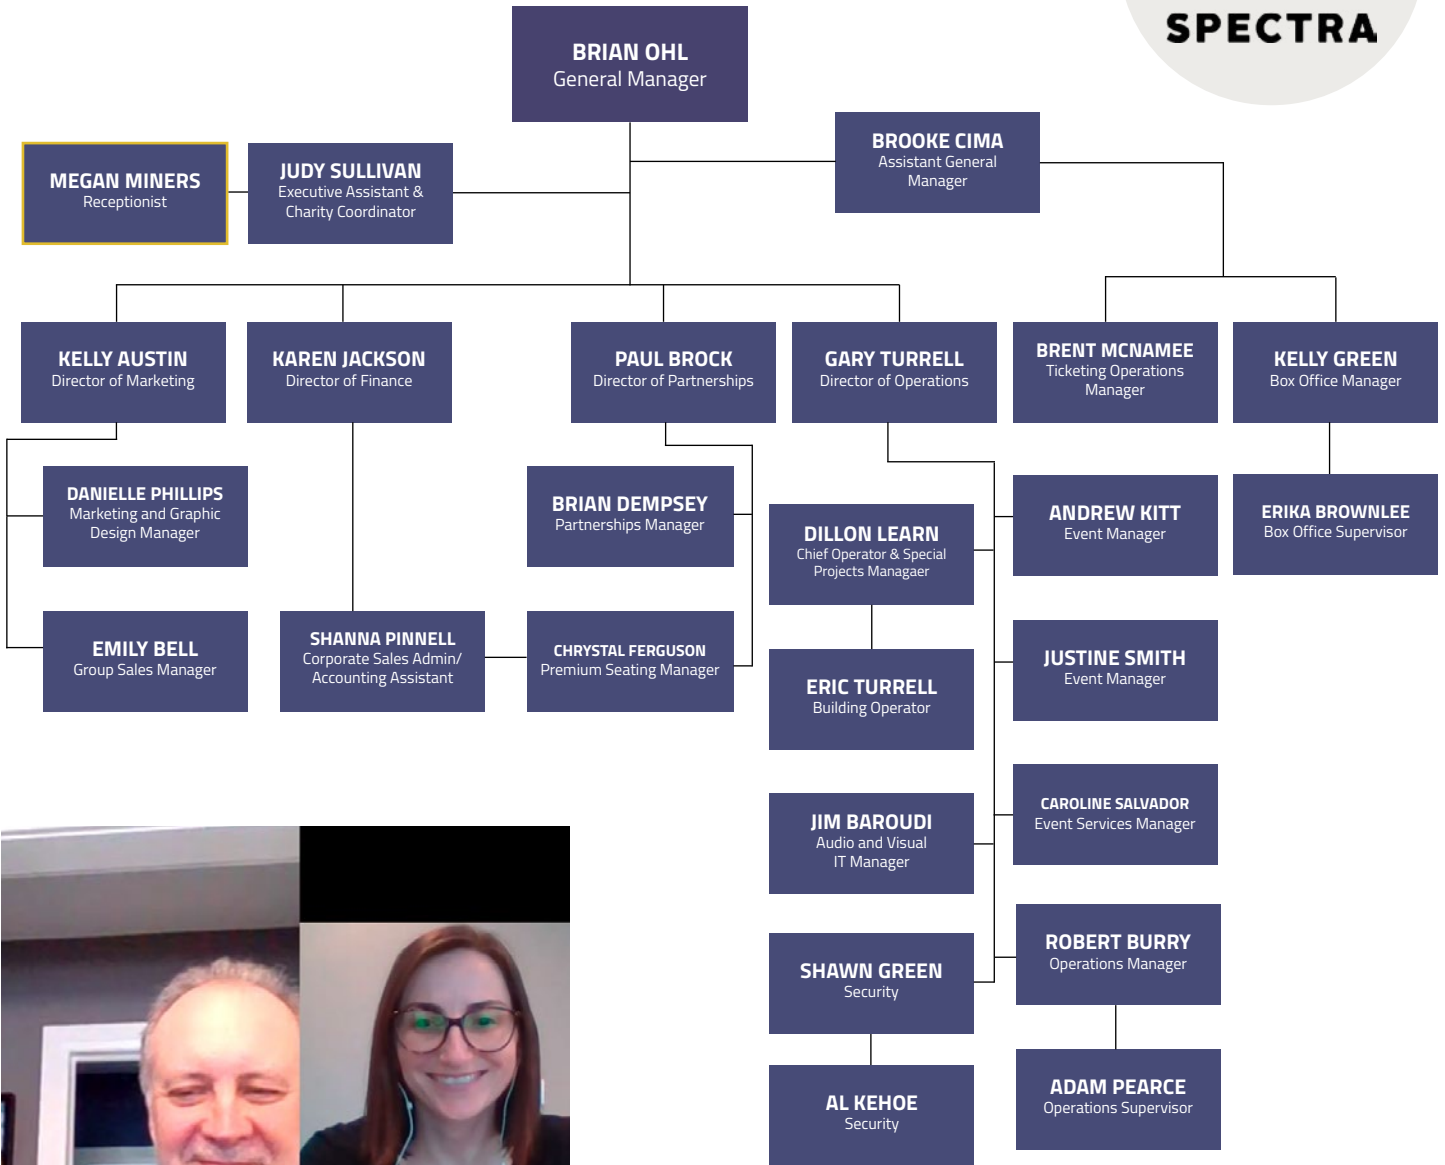 SPECTRA
BRIAN OHL
General Manager
BROOKE CIMA
Assistant General
Manager
MEGAN MINERS
Receptionist
JUDY SULLIVAN
Executive Assistant &
Charity Coordinator
KELLY AUSTIN
Director of Marketing
KAREN JACKSON
Director of Finance
PAUL BROCK
Director of Partnerships
GARY TURRELL
Director of Operations
BRENT MCNAMEE
Ticketing Operations
Manager
KELLY GREEN
Box Office Manager
DANIELLE PHILLIPS
Marketing and Graphic
Design Manager
BRIAN DEMPSEY
Partnerships Manager
DILLON LEARN
Chief Operator & Special
Projects Managaer
ANDREW KITT
Event Manager
ERIKA BROWNLEE
Box Office Supervisor
EMILY BELL
Group Sales Manager
SHANNA PINNELL
Corporate Sales Admin/
Accounting Assistant
CHRYSTAL FERGUSON
Premium Seating Manager
ERIC TURRELL
Building Operator
JUSTINE SMITH
Event Manager
JIM BAROUDI
Audio and Visual
IT Manager
CAROLINE SALVADOR
Event Services Manager
SHAWN GREEN
Security
ROBERT BURRY
Operations Manager
AL KEHOE
Security
ADAM PEARCE
Operations Supervisor